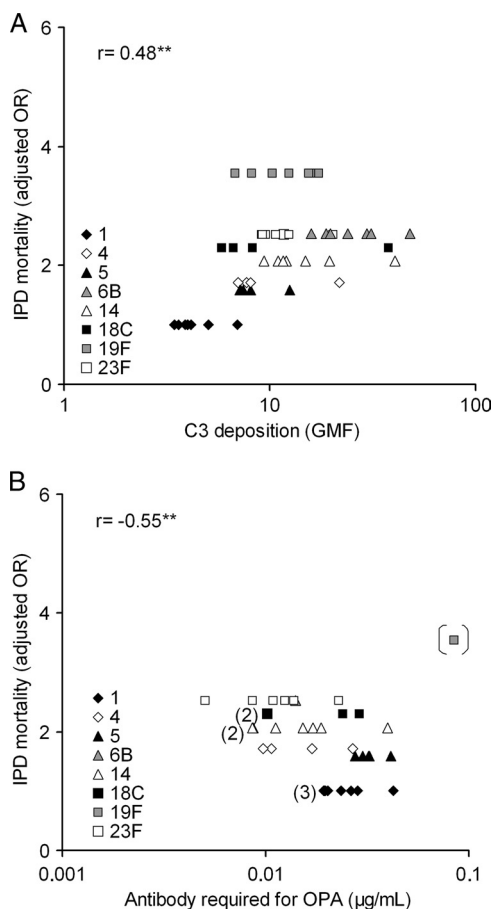 A
r= 0.48**
6
4
2
0
IPD mortality (adjusted OR)
1
4
5
6B
14
18C
19F
23F
1
10
100
C3 deposition (GMF)
B
r= -0.55**
6
4
2
0
IPD mortality (adjusted OR)
1
4
5
6B
14
18C
19F
23F
(2)
(2)
(3)
0.001
0.01
0.1
Antibody required for OPA (µg/mL)